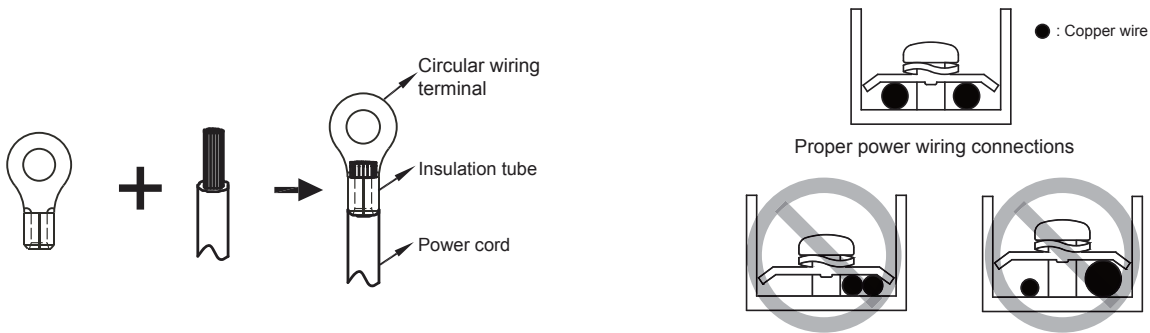 Circular wiring
terminal
Insulation tube
Power cord
: Copper wire
Proper power wiring connections